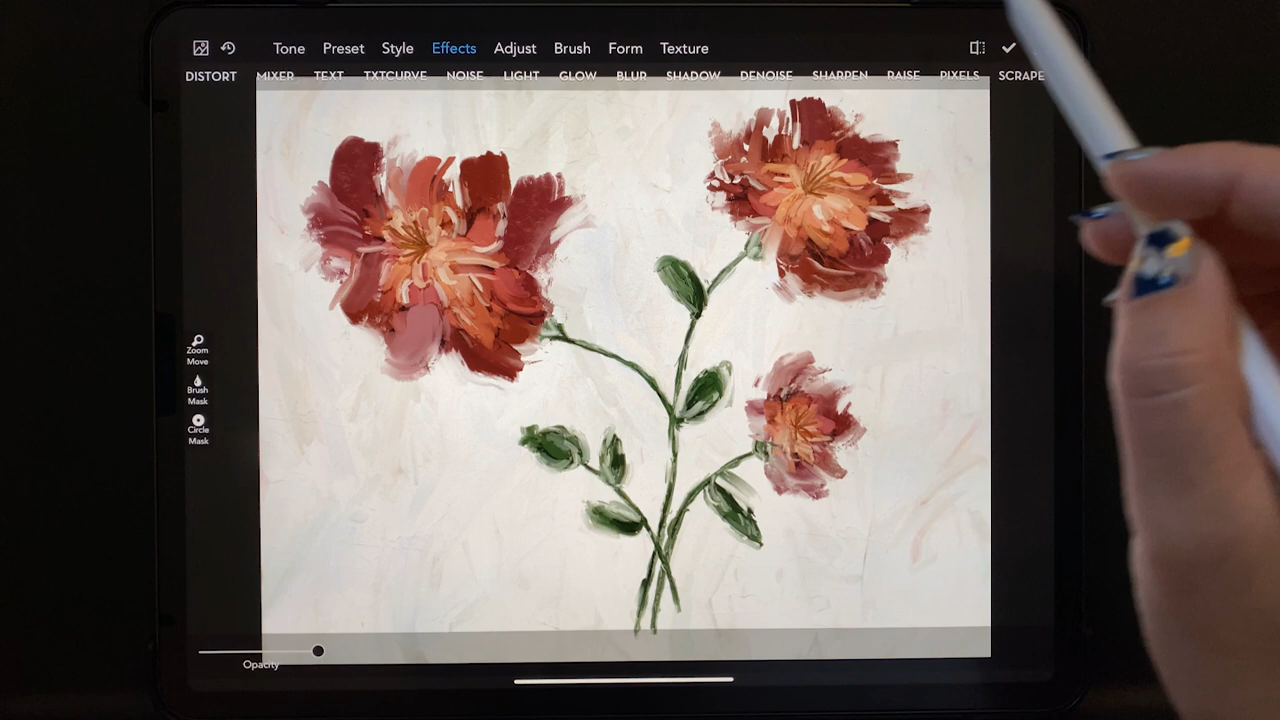 Tone Preset Style Effects Adjust Brush Form Texture
DISTORT MIXER TEXT TXTCURVE NOISE LIGHT GLOW BLUR SHADOW DENOISE SHARPEN RAISE PIXELS SCRAPE
Zoom
Move
Brush
Mask
Circle
Mask
Opacity